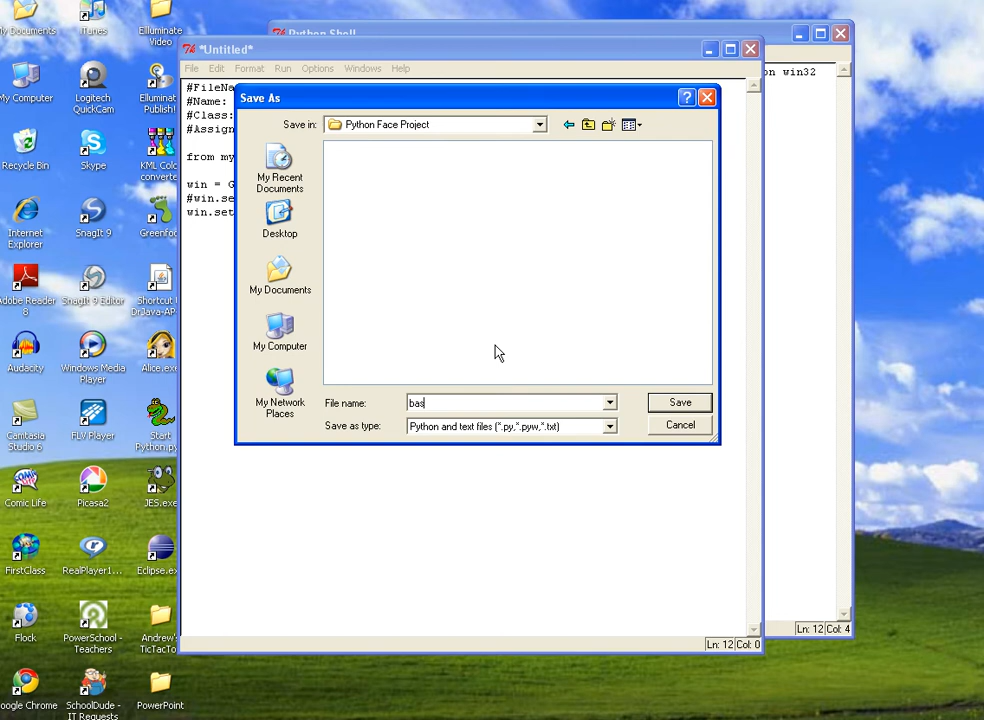 My Documents
iTunes
Elluminate Video
My Computer
Logitech QuickCam
Elluminate Publish!
Recycle Bin
Skype
KML Color converte
Internet Explorer
SnagIt 9
Greenfoo
Adobe Reader 8
SnagIt 9 Editor
Shortcut
DrJava-AP
Audacity
Windows Media Player
Alice.exe
Camtasia Studio 6
FLV Player
Start Python.py
Comic Life
Picasa2
JES.exe
FirstClass
RealPlayer1...
Eclipse.ex
Flock
PowerSchool - Teachers
Andrew's TicTacTo
oogle Chrome
SchoolDude - IT Requests
PowerPoint
Python Shell
on win32
Ln: 12 Col: 4
*Untitled*
File Edit Format Run Options Windows Help
#FileNa
#Name:
#Class:
#Assign
from my
win = G
#win.se
win.set
Ln: 12 Col: 0
Save As
Save in: Python Face Project
My Recent Documents
Desktop
My Documents
My Computer
My Network Places
File name: bas
Save
Save as type: Python and text files (*.py,*.pyw,*.txt)
Cancel